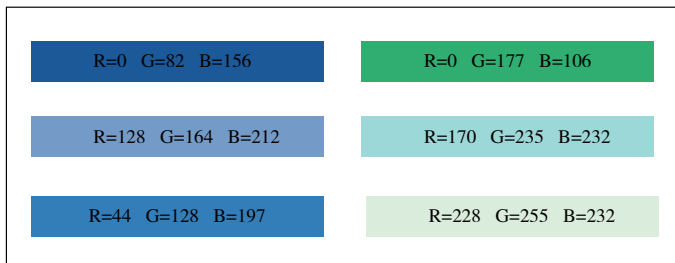 R=0 G=82 B=156
R=0 G=177 B=106
R=128 G=164 B=212
R=170 G=235 B=232
R=44 G=128 B=197
R=228 G=255 B=232